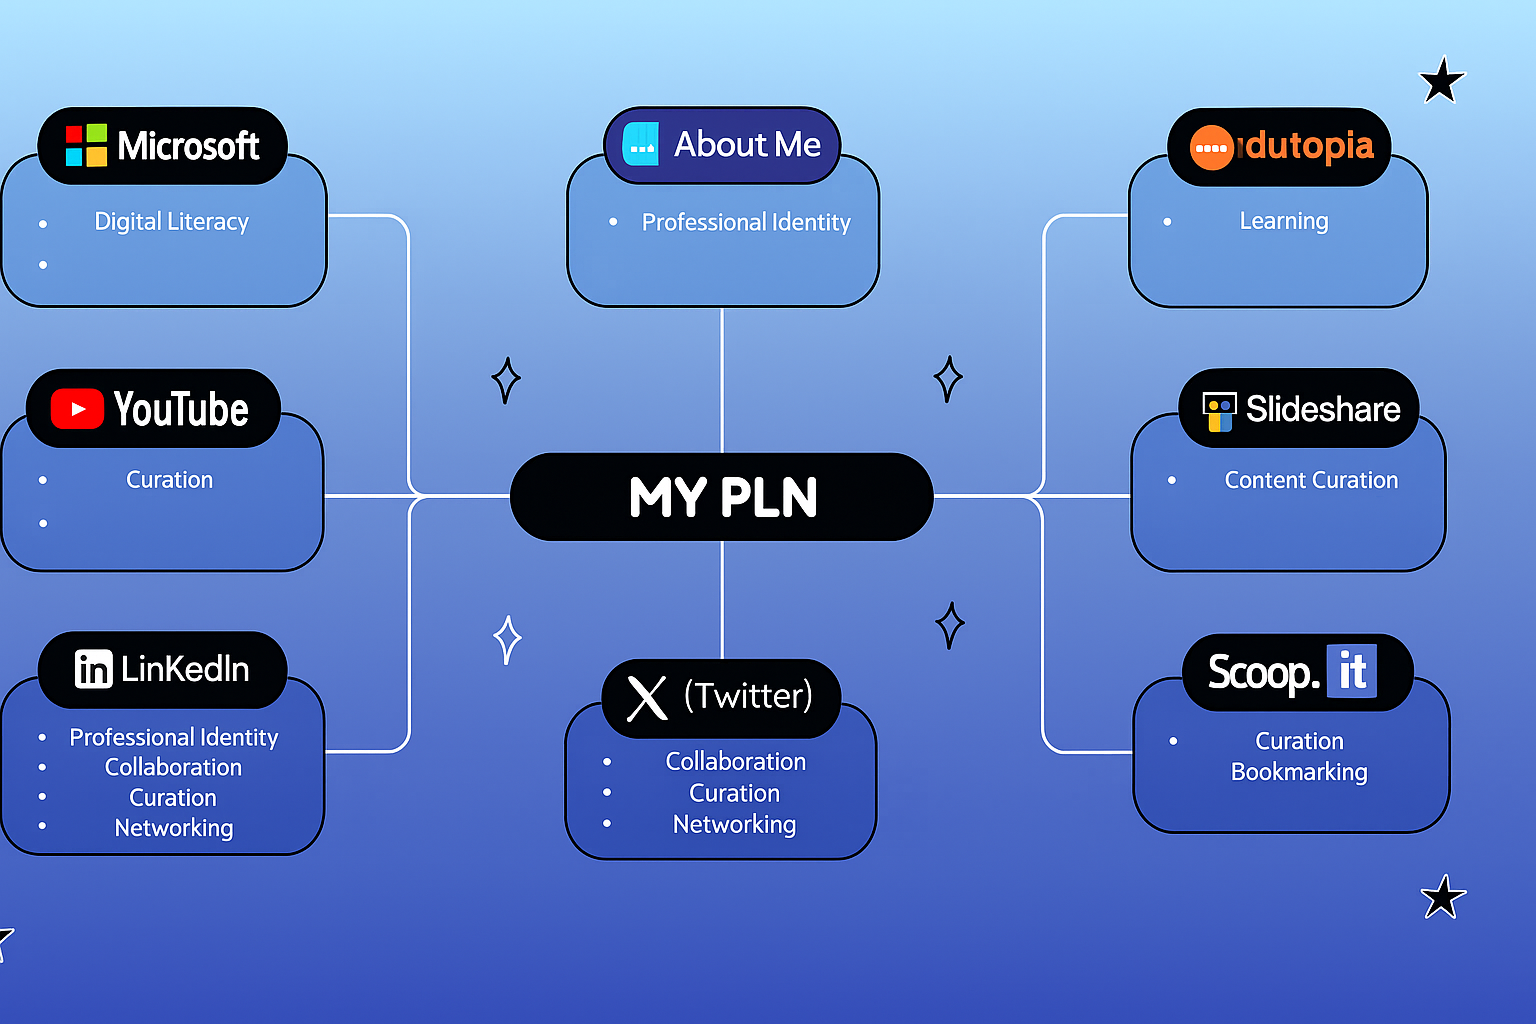 Microsoft
• Digital Literacy
•
About Me
• Professional Identity
dutopia
• Learning
YouTube
• Curation
•
MY PLN
Slideshare
• Content Curation
in LinKedIn
• Professional Identity
• Collaboration
• Curation
• Networking
X (Twitter)
• Collaboration
• Curation
• Networking
Scoop.it
• Curation
Bookmarking